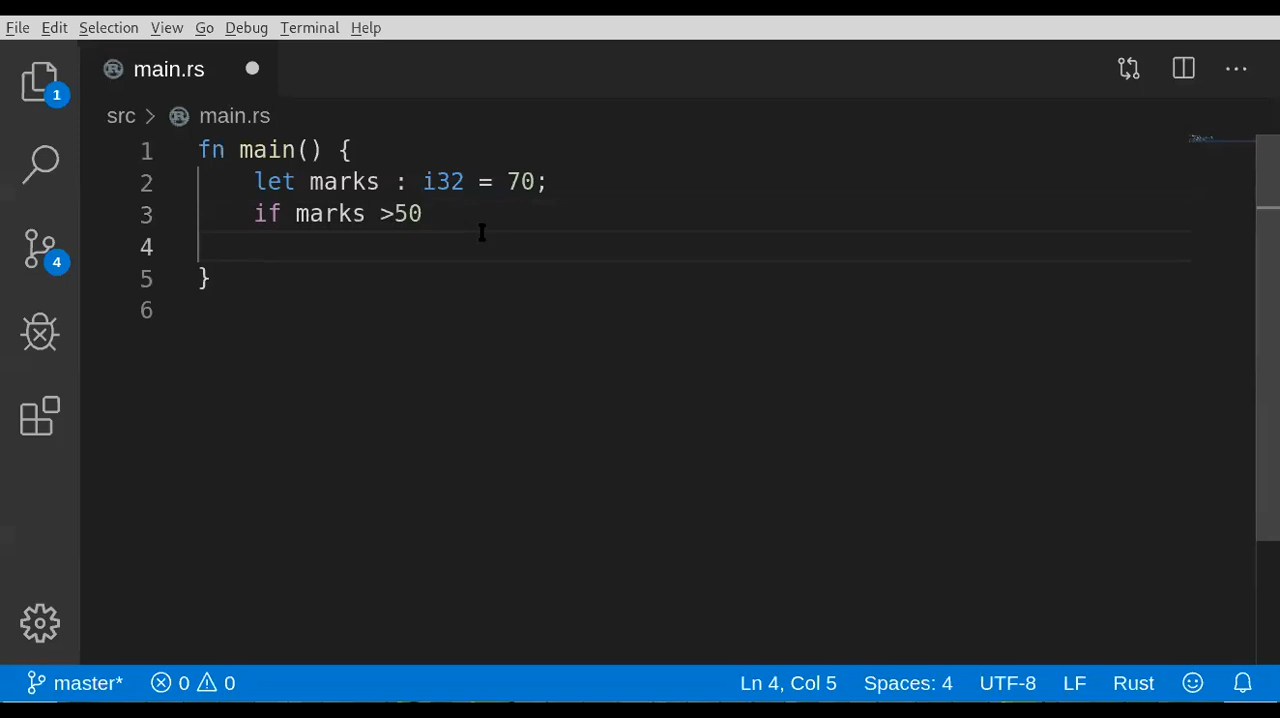 File Edit Selection View Go Debug Terminal Help
main.rs
1
src > main.rs
1 fn main() {
2 let marks : i32 = 70;
3 if marks >50
4
4
5 }
6
master* 0 0 Ln 4, Col 5 Spaces: 4 UTF-8 LF Rust